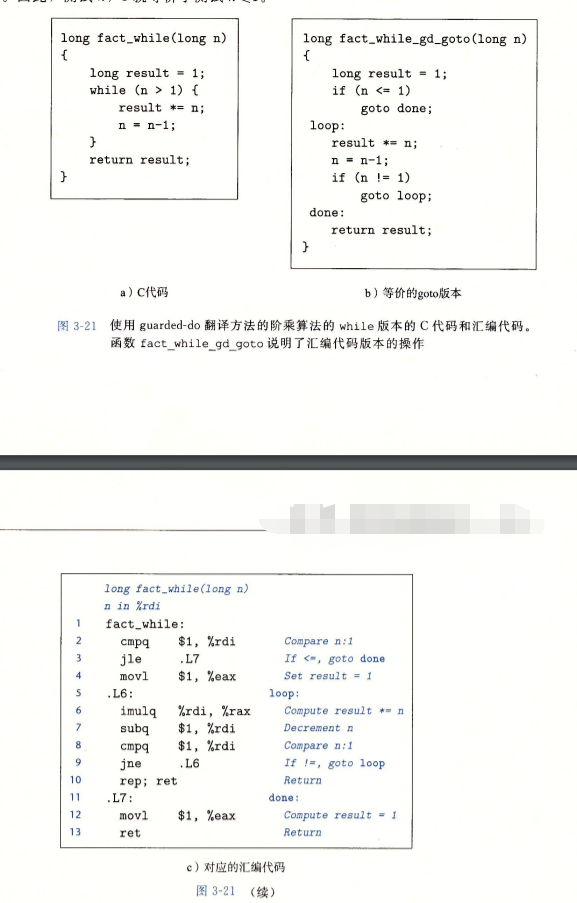 long fact_while(long n)
{
    long result = 1;
    while (n > 1) {
        result *= n;
        n = n-1;
    }
    return result;
}
a）C代码
long fact_while_gd_goto(long n)
{
    long result = 1;
    if (n <= 1)
        goto done;
 loop:
    result *= n;
    n = n-1;
    if (n != 1)
        goto loop;
 done:
    return result;
}
b）等价的goto版本
图 3-21 使用 guarded-do 翻译方法的阶乘算法的 while 版本的 C 代码和汇编代码。
函数 fact_while_gd_goto 说明了汇编代码版本的操作
long fact_while(long n)
n in %rdi
1 fact_while:
2 cmpq $1, %rdi Compare n:1
3 jle .L7 If <=, goto done
4 movl $1, %eax Set result = 1
5 .L6: loop:
6 imulq %rdi, %rax Compute result *= n
7 subq $1, %rdi Decrement n
8 cmpq $1, %rdi Compare n:1
9 jne .L6 If !=, goto loop
10 rep; ret Return
11 .L7: done:
12 movl $1, %eax Compute result = 1
13 ret Return
c）对应的汇编代码
图 3-21 （续）